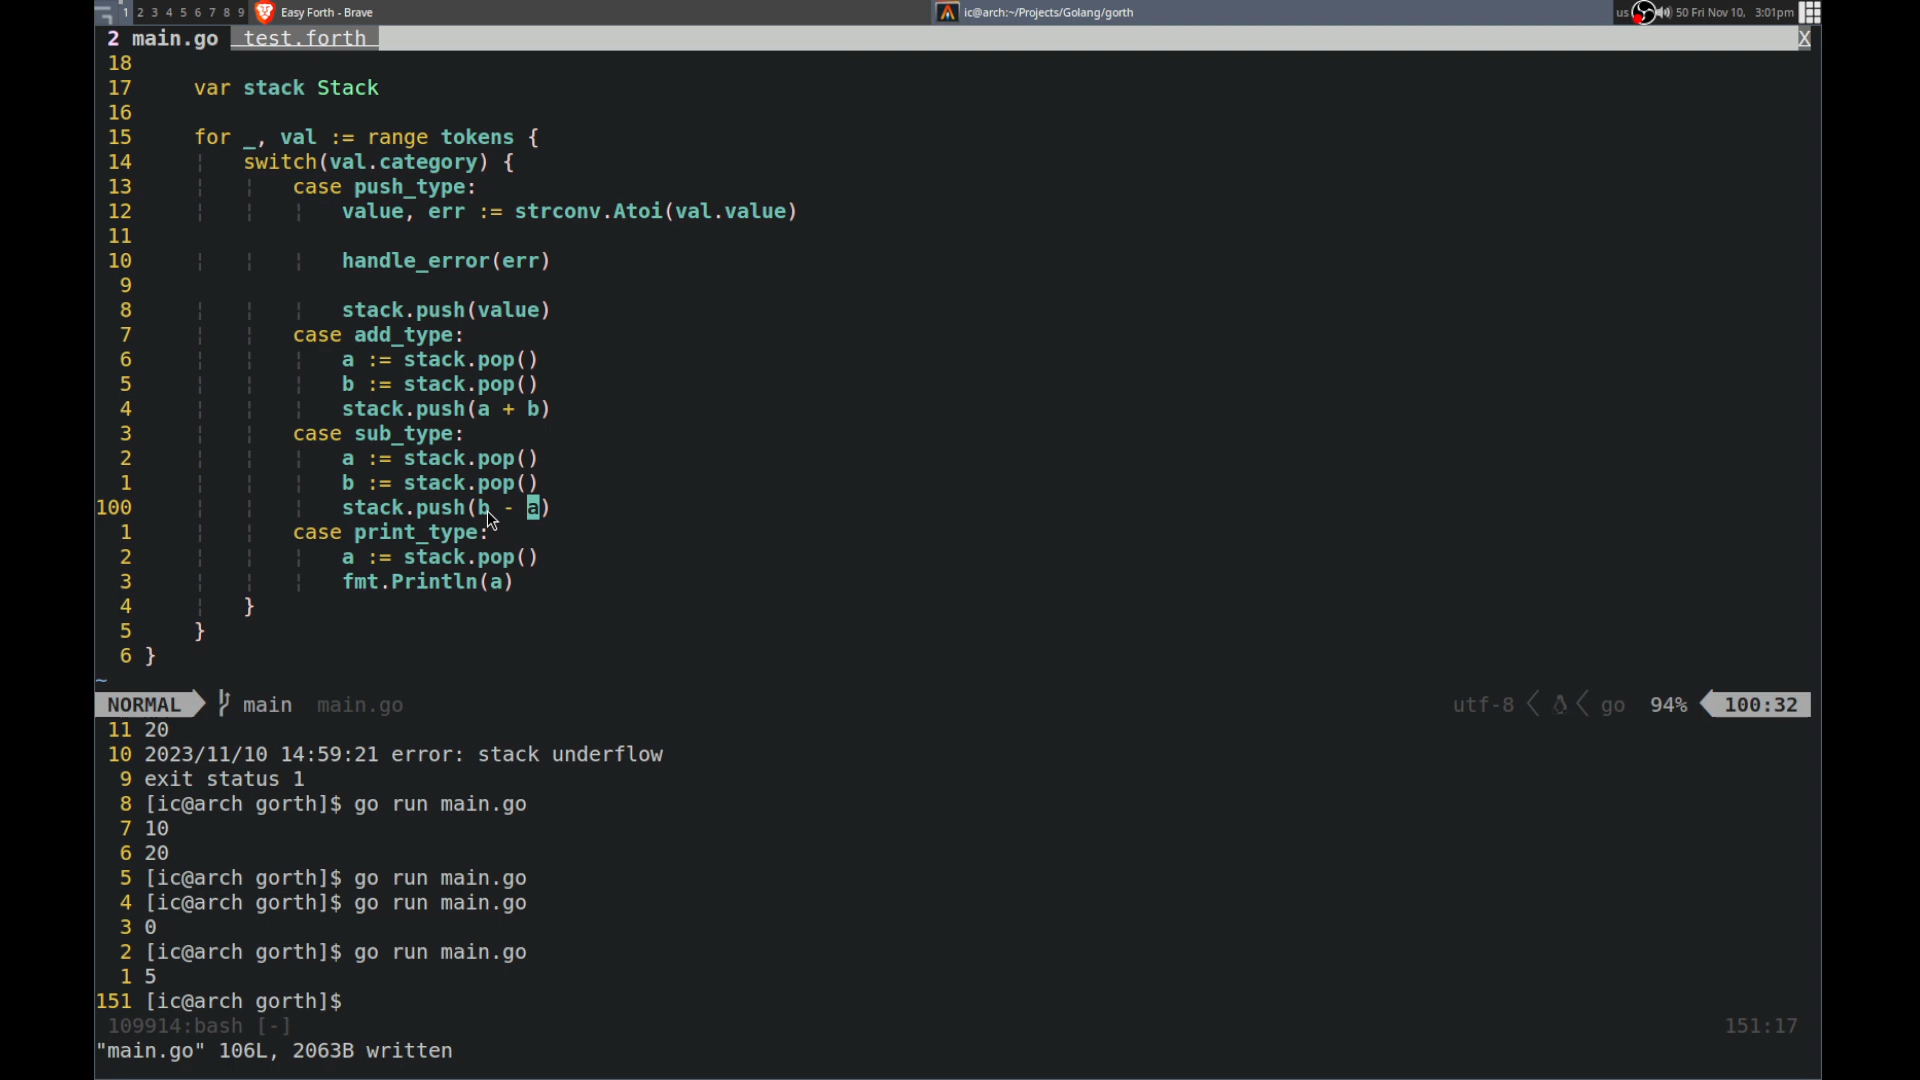 1 2 3 4 5 6 7 8 9 Easy Forth - Brave ic@arch:~/Projects/Golang/gorth us 50 Fri Nov 10, 3:01pm
2 main.go test.forth X
18
17 var stack Stack
16
15 for _, val := range tokens {
14 switch(val.category) {
13 case push_type:
12 value, err := strconv.Atoi(val.value)
11
10 handle_error(err)
9
8 stack.push(value)
7 case add_type:
6 a := stack.pop()
5 b := stack.pop()
4 stack.push(a + b)
3 case sub_type:
2 a := stack.pop()
1 b := stack.pop()
100 stack.push(b - a)
1 case print_type:
2 a := stack.pop()
3 fmt.Println(a)
4 }
5 }
6 }
~
NORMAL main main.go utf-8 go 94% 100:32
11 20
10 2023/11/10 14:59:21 error: stack underflow
9 exit status 1
8 [ic@arch gorth]$ go run main.go
7 10
6 20
5 [ic@arch gorth]$ go run main.go
4 [ic@arch gorth]$ go run main.go
3 0
2 [ic@arch gorth]$ go run main.go
1 5
151 [ic@arch gorth]$
109914:bash [-] 151:17
"main.go" 106L, 2063B written